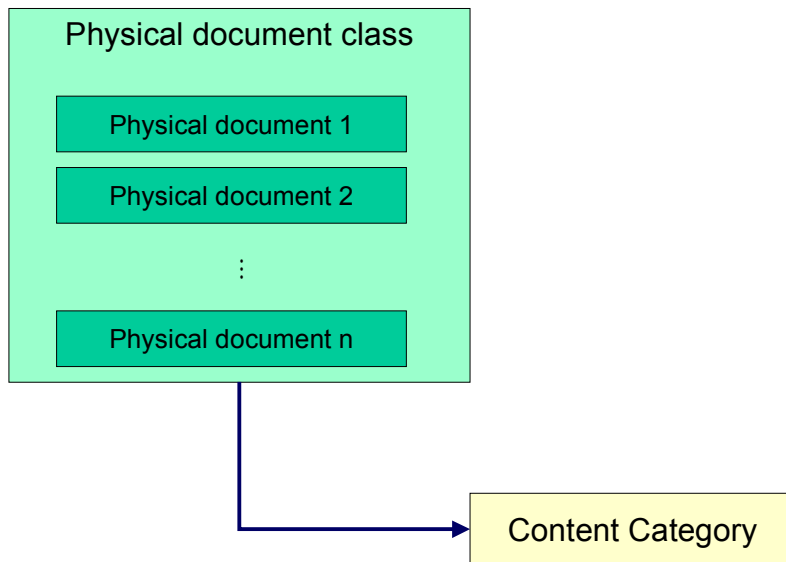 Physical document class
Physical document 1
Physical document 2
...
Physical document n
Content Category